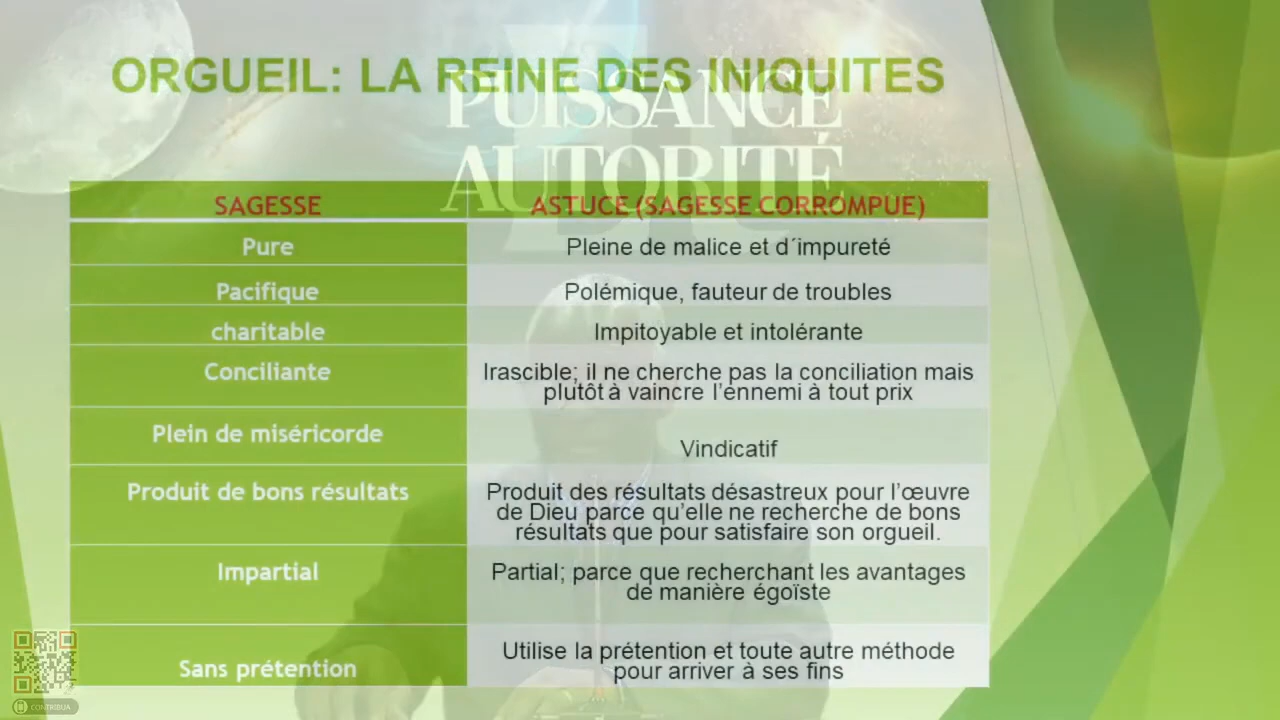 ORGUEIL: LA REINE DES INIQUITES
PUISSANCE
AUTORITÉ
SAGESSE
ASTUCE (SAGESSE CORROMPUE)
Pure
Pleine de malice et d´impureté
Pacifique
Polémique, fauteur de troubles
charitable
Impitoyable et intolérante
Conciliante
Irascible; il ne cherche pas la conciliation mais
plutôt à vaincre l’ennemi à tout prix
Plein de miséricorde
Vindicatif
Produit de bons résultats
Produit des résultats désastreux pour l’œuvre
de Dieu parce qu’elle ne recherche de bons
résultats que pour satisfaire son orgueil.
Impartial
Partial; parce que recherchant les avantages
de manière égoïste
Sans prétention
Utilise la prétention et toute autre méthode
pour arriver à ses fins
CONTRIBUA